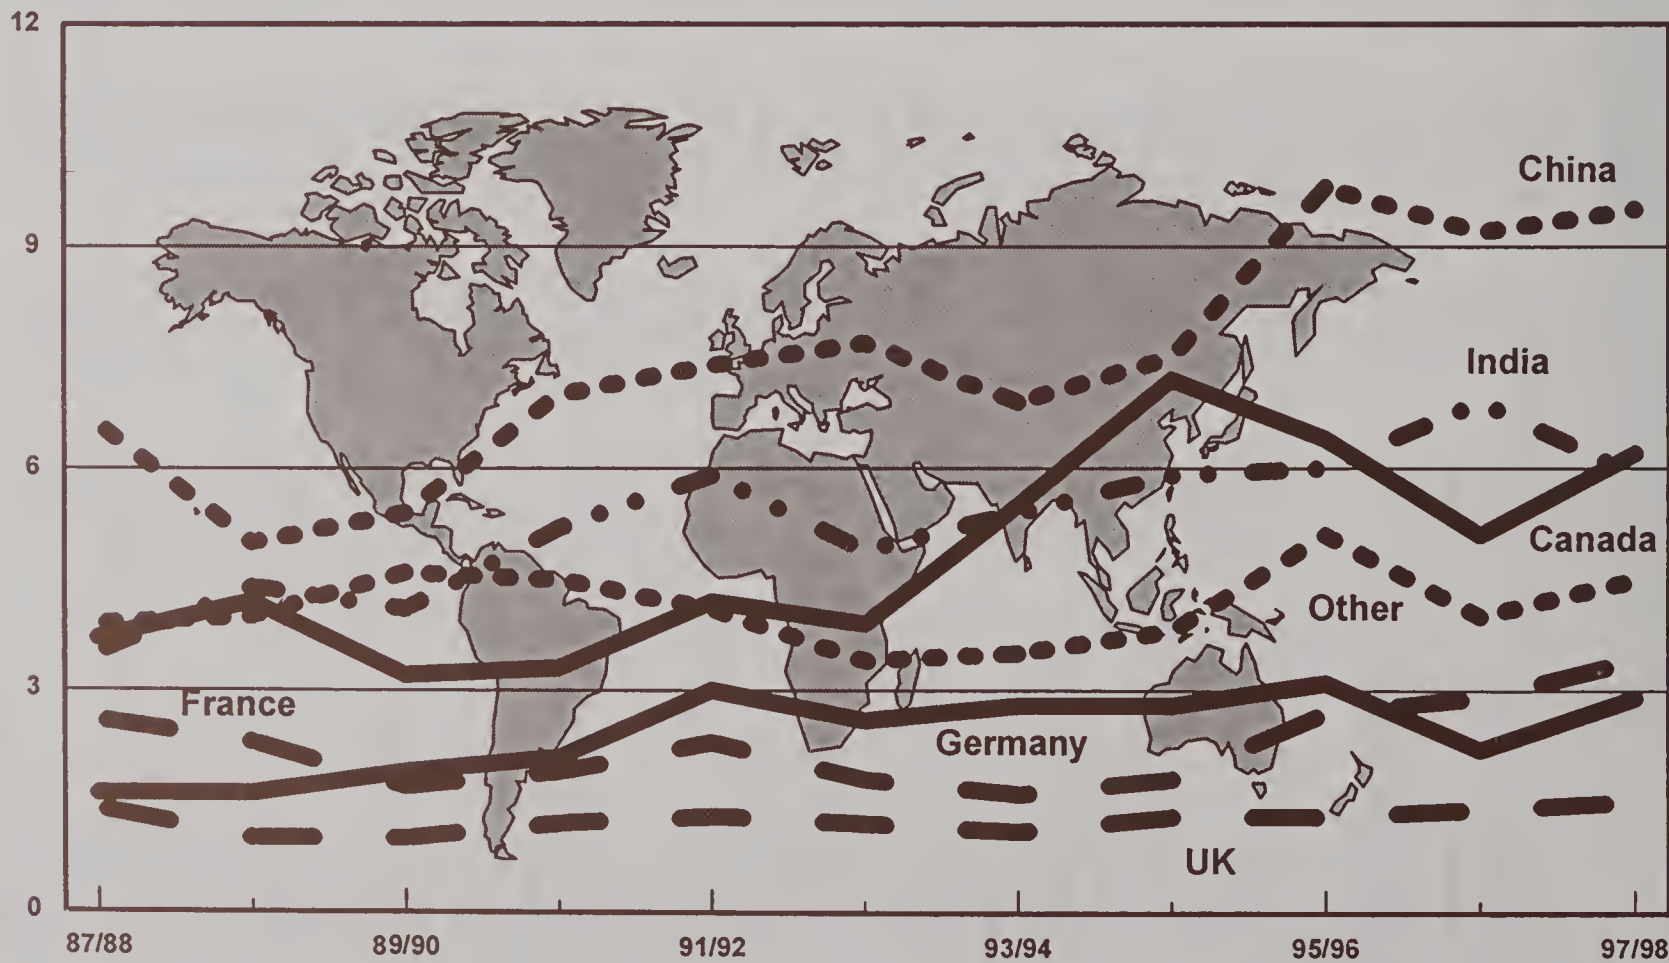 12
China
9
India
6
Canada
Other
3
France
Germany
UK
0
87/88 89/90 91/92 93/94 95/96 97/98